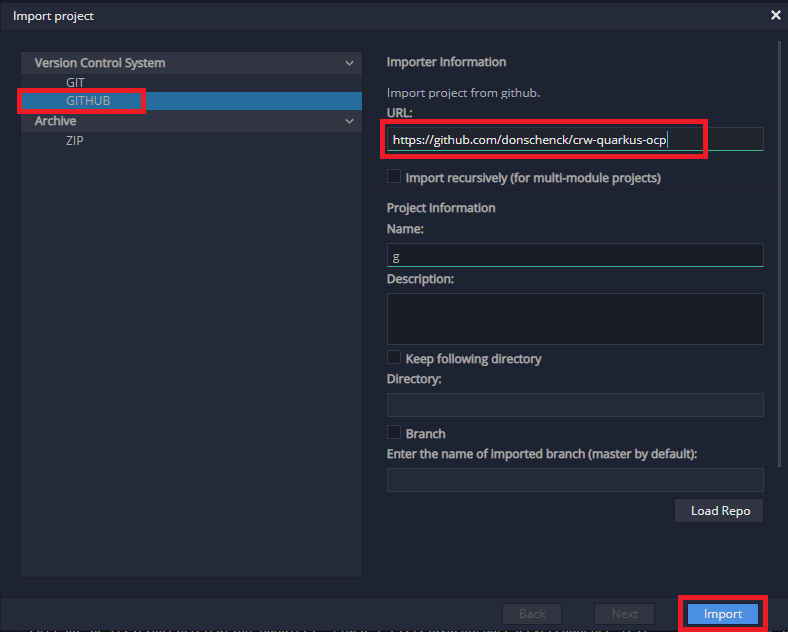 Import project
Version Control System
GIT
GITHUB
Archive
ZIP
Importer Information
Import project from github.
URL:
https://github.com/donschenck/crw-quarkus-ocp
Import recursively (for multi-module projects)
Project Information
Name:
g
Description:
Keep following directory
Directory:
Branch
Enter the name of imported branch (master by default):
Load Repo
Back
Next
Import